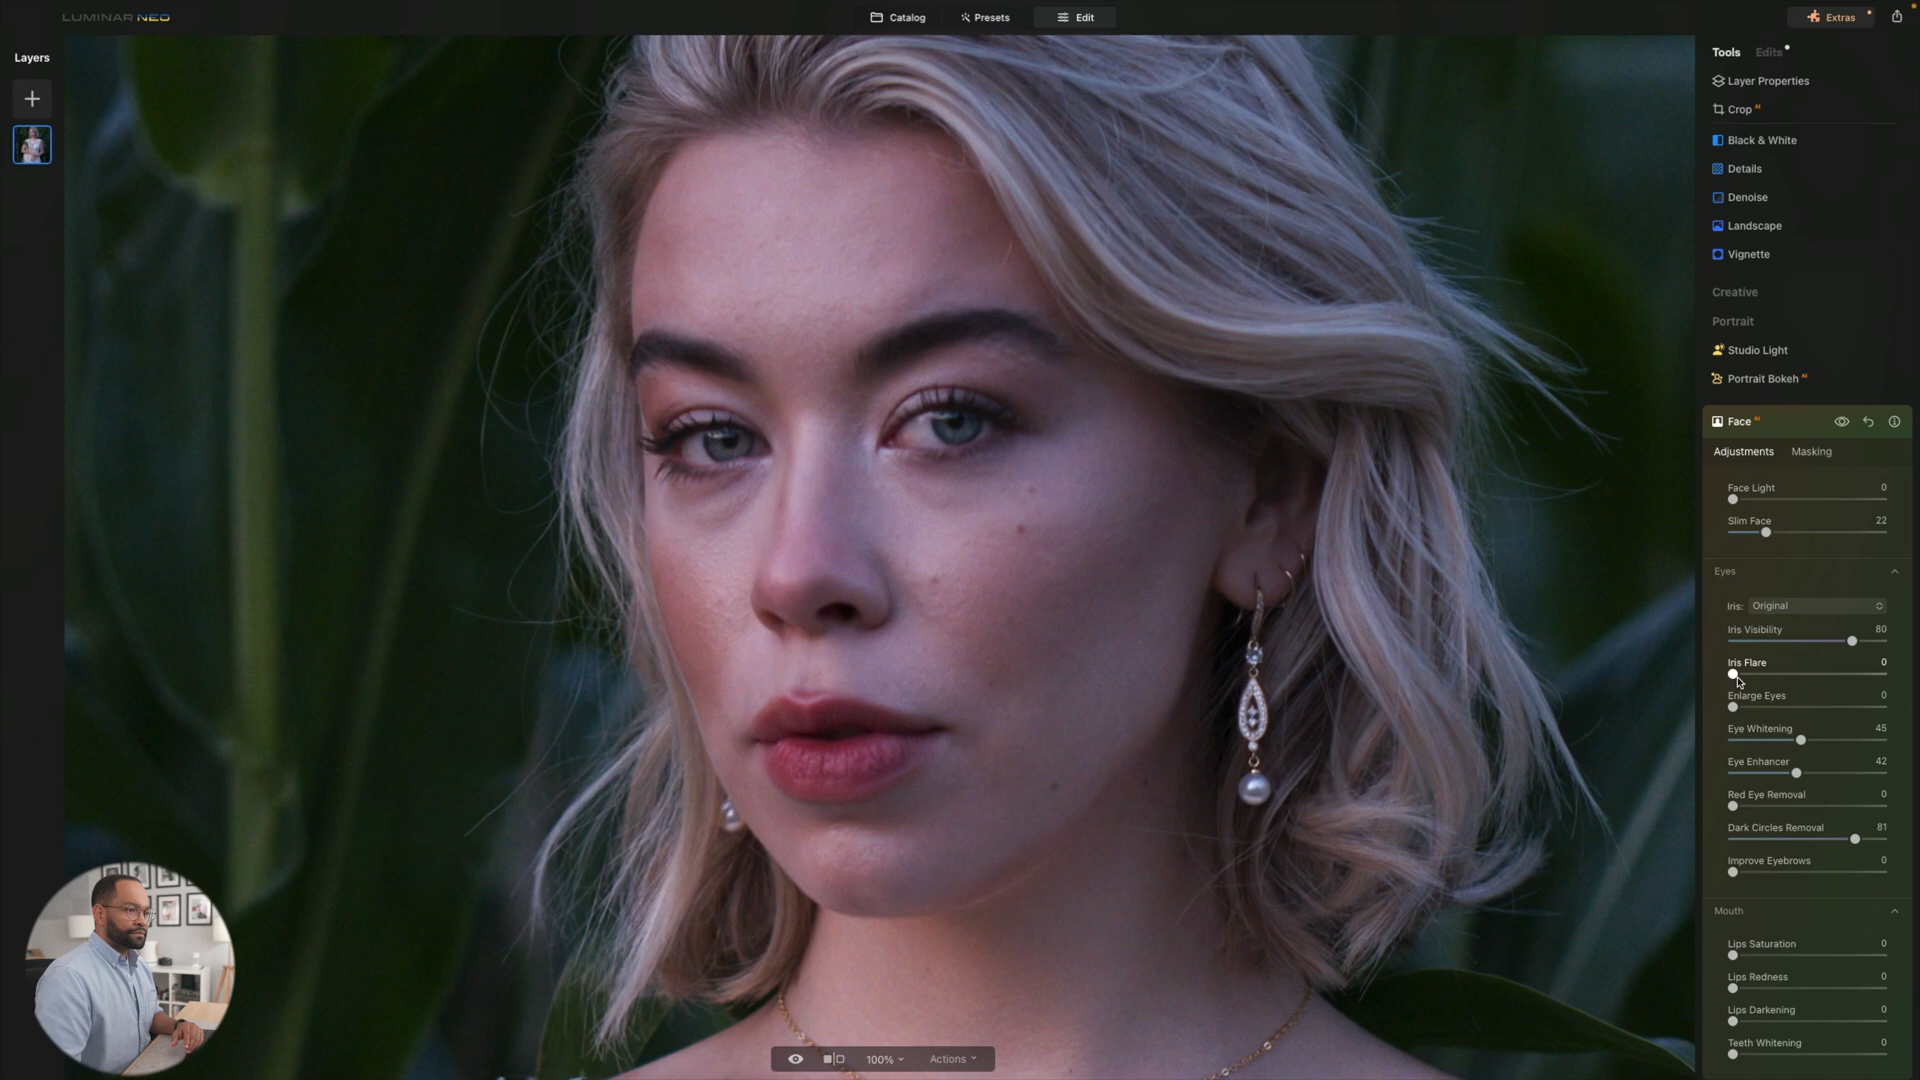 LUMINAR NEO
Catalog
Presets
Edit
Extras
Layers
Tools
Edits
Layer Properties
Crop AI
Black & White
Details
Denoise
Landscape
Vignette
Creative
Portrait
Studio Light
Portrait Bokeh AI
Face AI
Adjustments
Masking
Face Light 0
Slim Face 22
Eyes
Iris: Original
Iris Visibility 80
Iris Flare 0
Enlarge Eyes 0
Eye Whitening 45
Eye Enhancer 42
Red Eye Removal 0
Dark Circles Removal 81
Improve Eyebrows 0
Mouth
Lips Saturation 0
Lips Redness 0
Lips Darkening 0
Teeth Whitening 0
100%
Actions